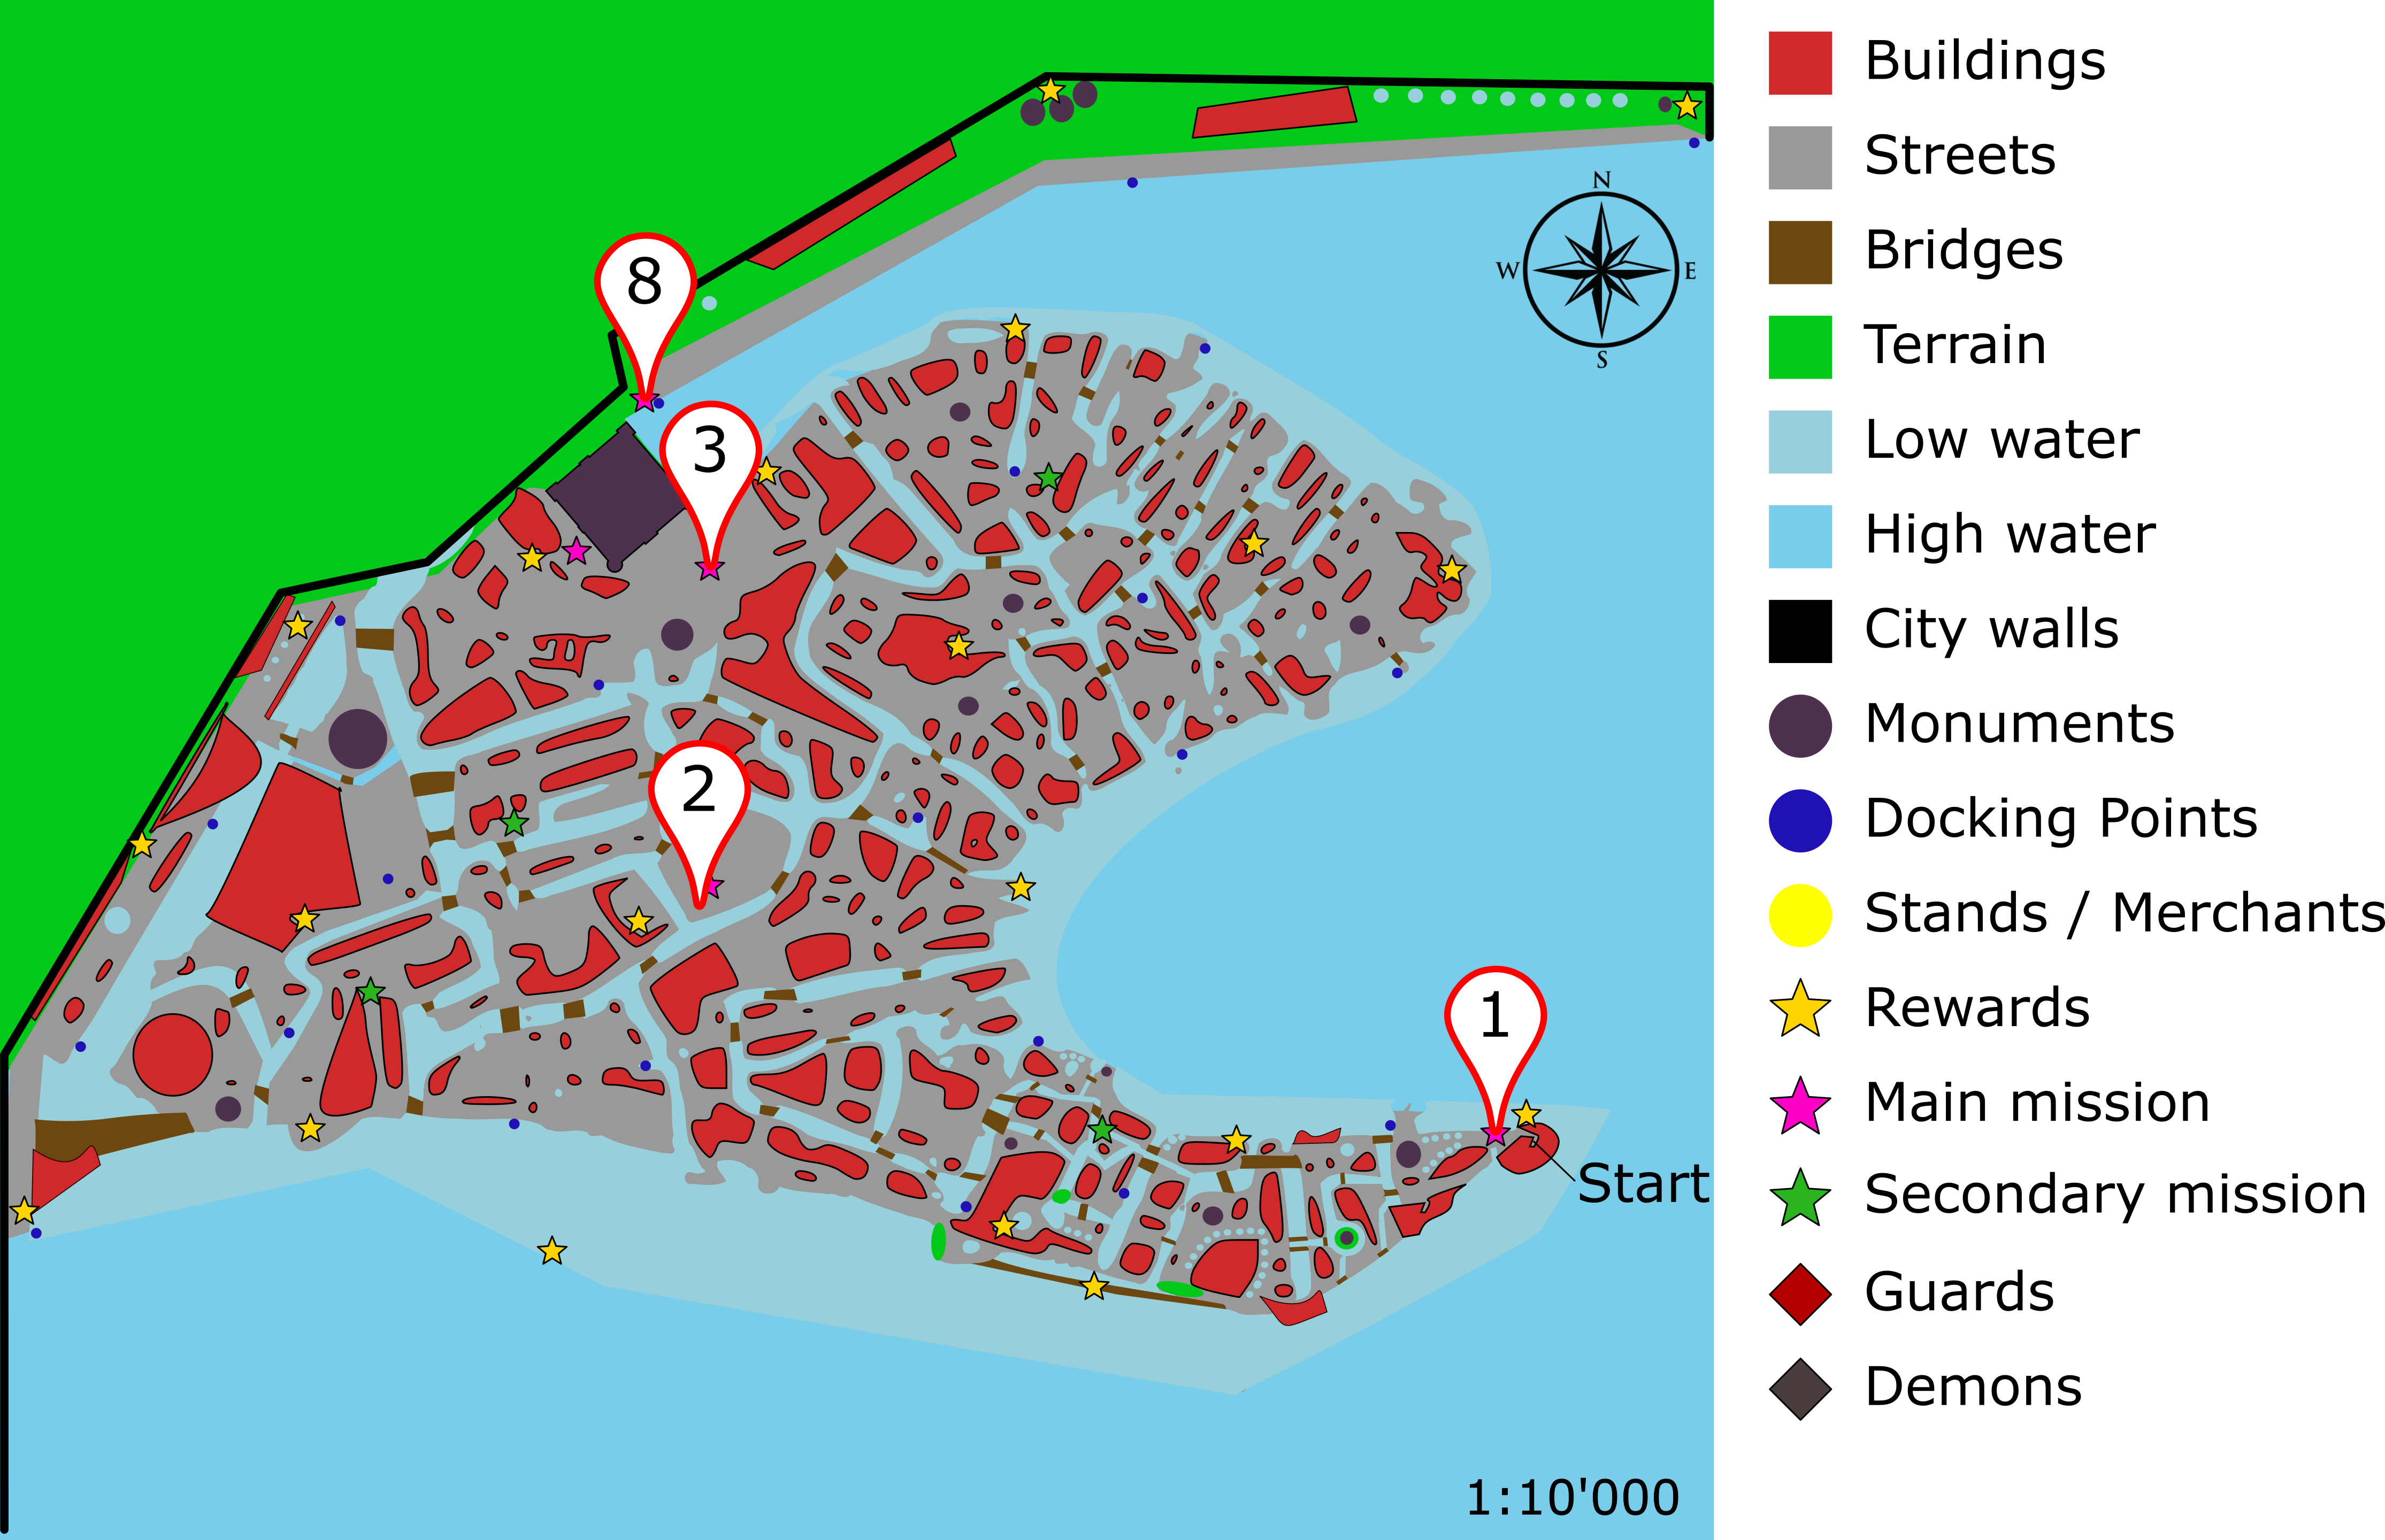 N
W E
S
8
3
2
1
Start
1:10'000
Buildings
Streets
Bridges
Terrain
Low water
High water
City walls
Monuments
Docking Points
Stands / Merchants
Rewards
Main mission
Secondary mission
Guards
Demons